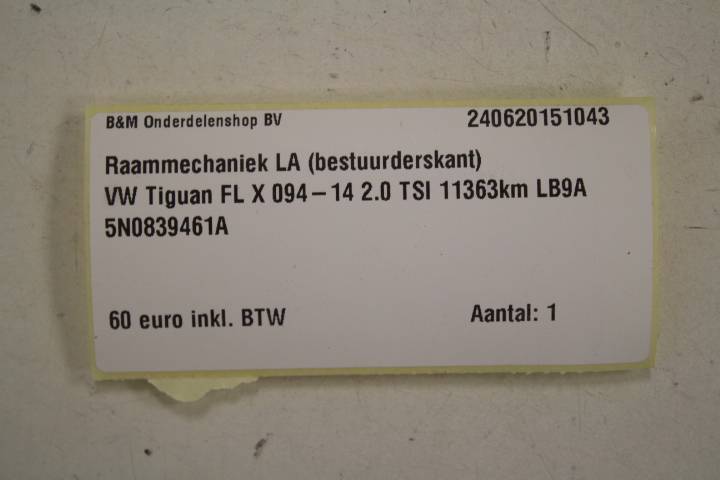 B&M Onderdelenshop BV 240620151043
Raammechaniek LA (bestuurderskant)
VW Tiguan FL X 094-14 2.0 TSI 11363km LB9A
5N0839461A
60 euro inkl. BTW Aantal: 1